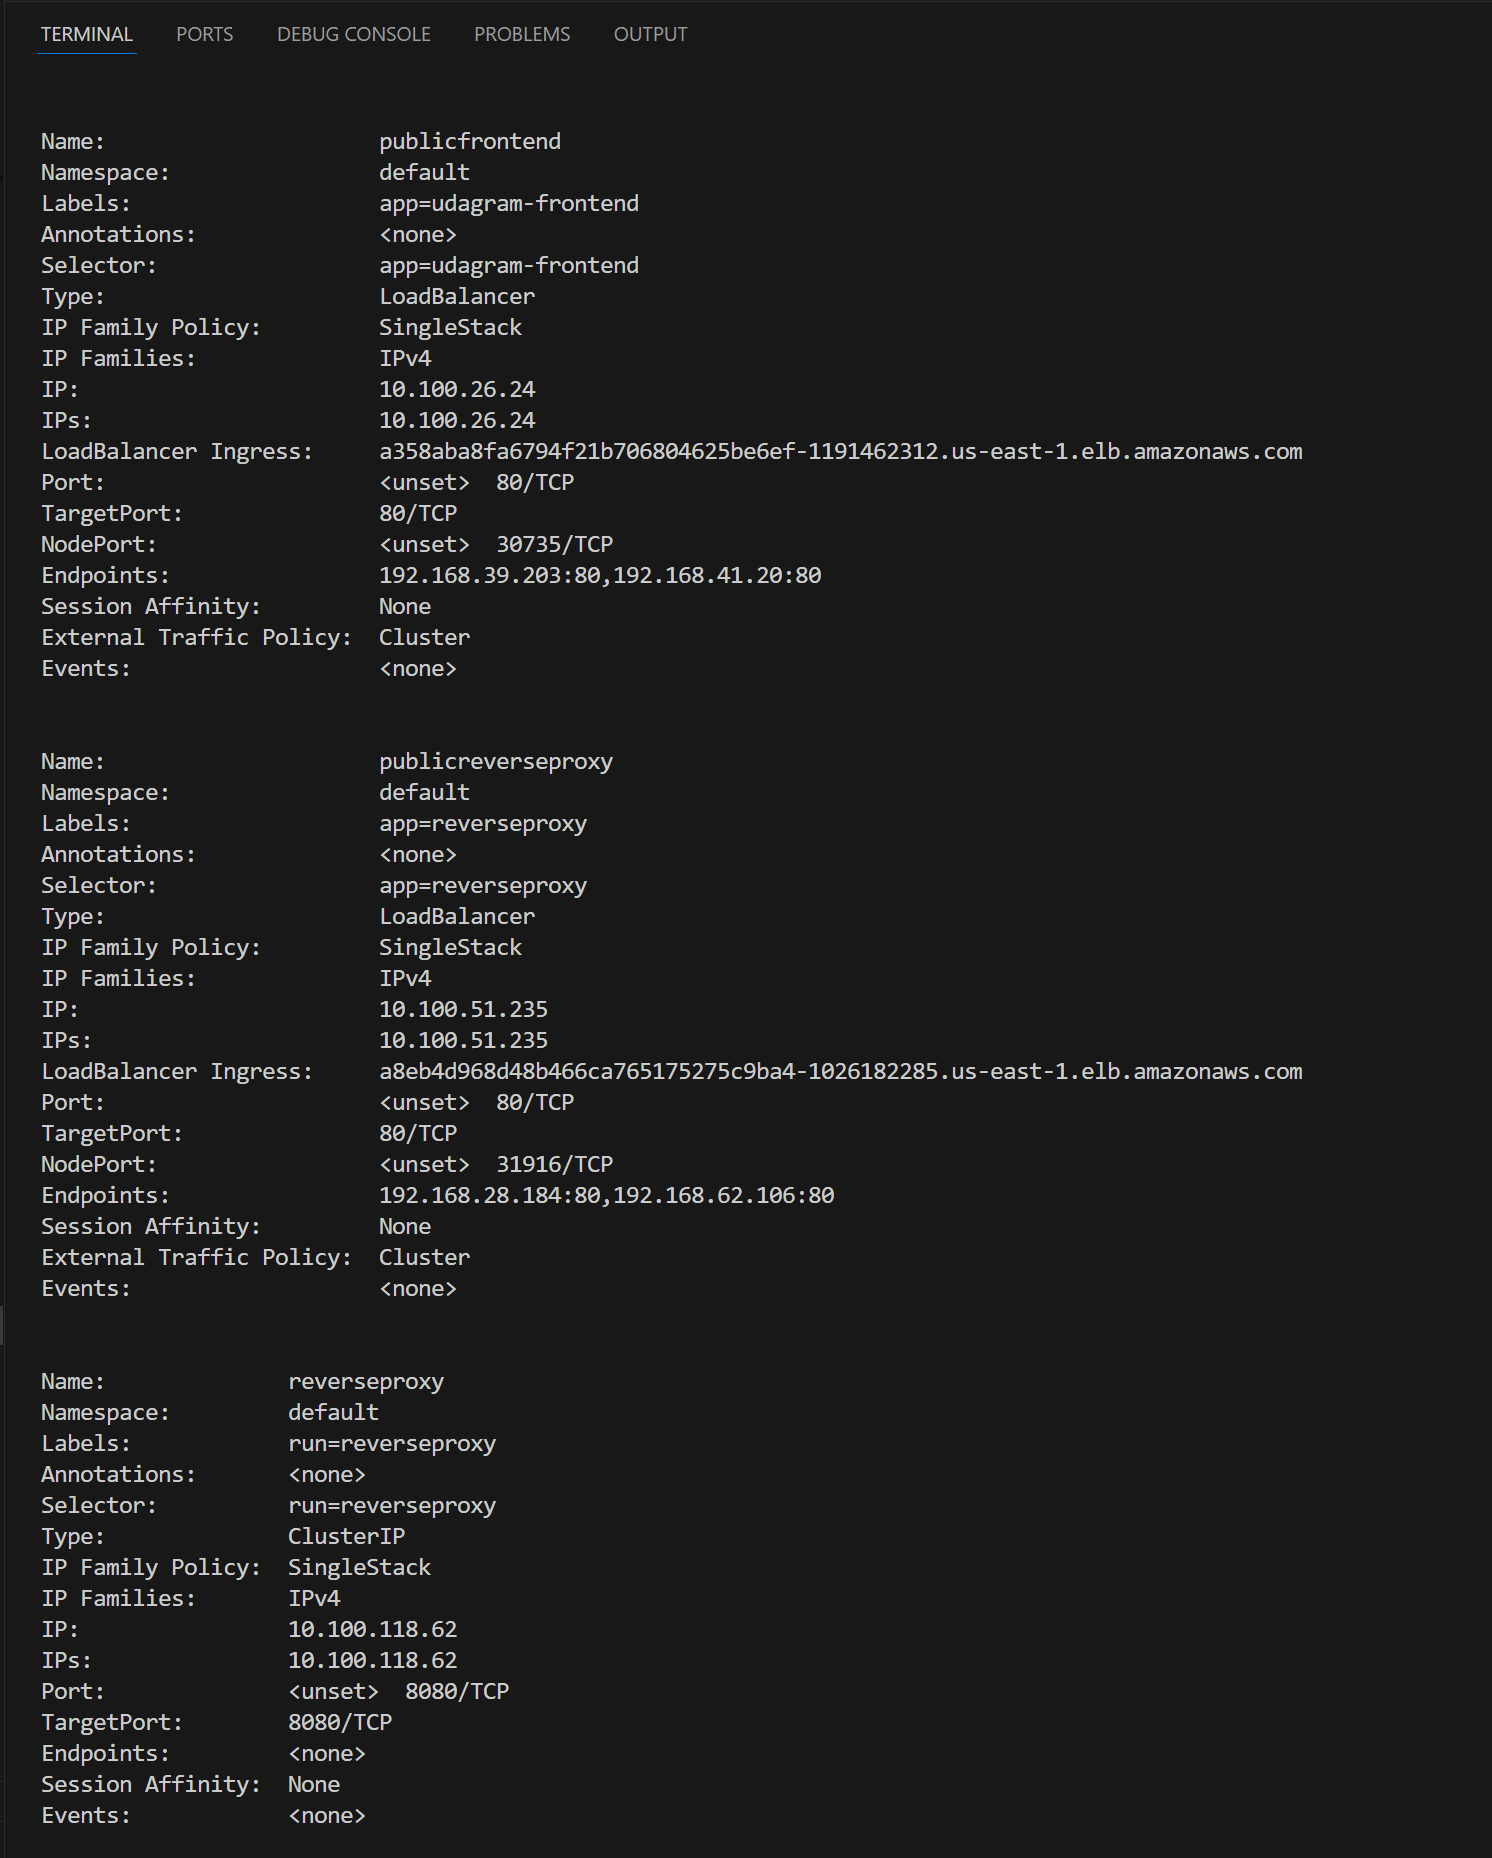 TERMINAL PORTS DEBUG CONSOLE PROBLEMS OUTPUT
Name: publicfrontend
Namespace: default
Labels: app=udagram-frontend
Annotations: <none>
Selector: app=udagram-frontend
Type: LoadBalancer
IP Family Policy: SingleStack
IP Families: IPv4
IP: 10.100.26.24
IPs: 10.100.26.24
LoadBalancer Ingress: a358aba8fa6794f21b706804625be6ef-1191462312.us-east-1.elb.amazonaws.com
Port: <unset> 80/TCP
TargetPort: 80/TCP
NodePort: <unset> 30735/TCP
Endpoints: 192.168.39.203:80,192.168.41.20:80
Session Affinity: None
External Traffic Policy: Cluster
Events: <none>
Name: publicreverseproxy
Namespace: default
Labels: app=reverseproxy
Annotations: <none>
Selector: app=reverseproxy
Type: LoadBalancer
IP Family Policy: SingleStack
IP Families: IPv4
IP: 10.100.51.235
IPs: 10.100.51.235
LoadBalancer Ingress: a8eb4d968d48b466ca765175275c9ba4-1026182285.us-east-1.elb.amazonaws.com
Port: <unset> 80/TCP
TargetPort: 80/TCP
NodePort: <unset> 31916/TCP
Endpoints: 192.168.28.184:80,192.168.62.106:80
Session Affinity: None
External Traffic Policy: Cluster
Events: <none>
Name: reverseproxy
Namespace: default
Labels: run=reverseproxy
Annotations: <none>
Selector: run=reverseproxy
Type: ClusterIP
IP Family Policy: SingleStack
IP Families: IPv4
IP: 10.100.118.62
IPs: 10.100.118.62
Port: <unset> 8080/TCP
TargetPort: 8080/TCP
Endpoints: <none>
Session Affinity: None
Events: <none>